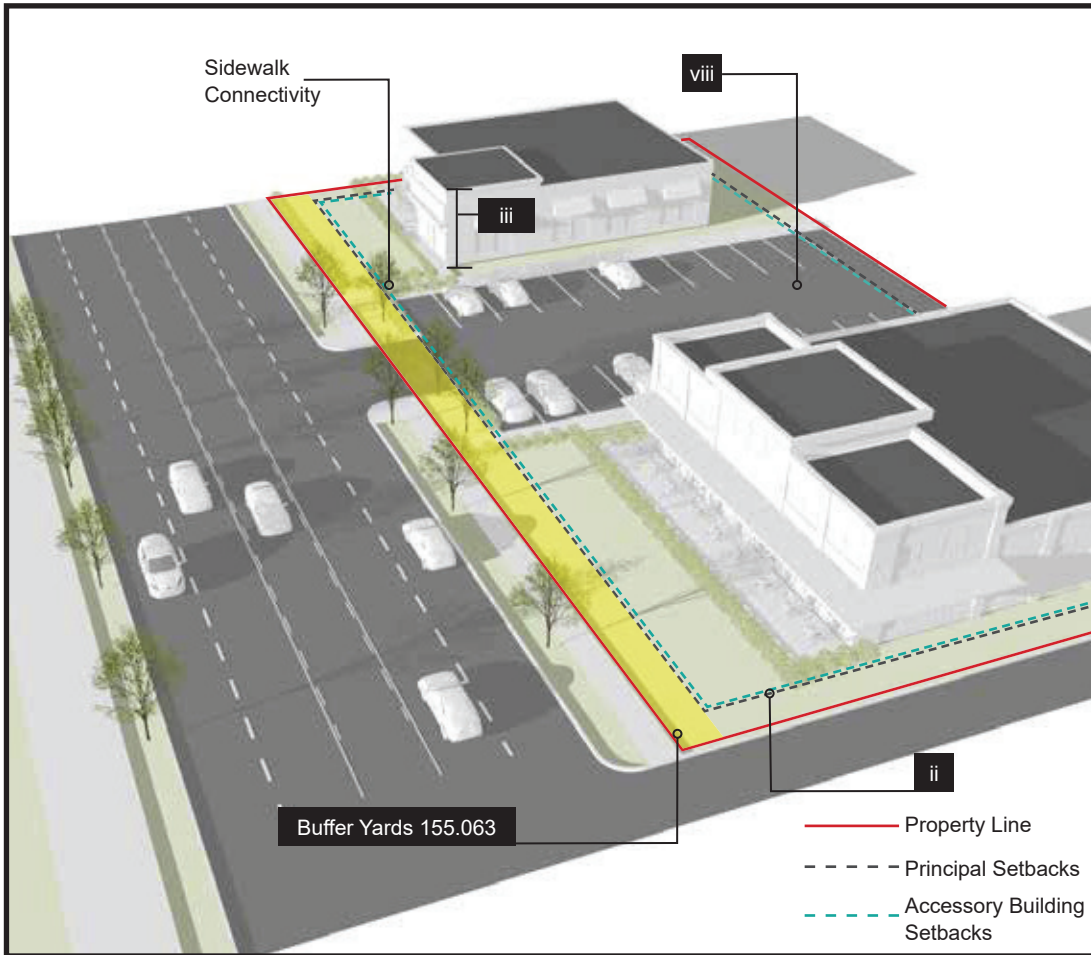 Sidewalk
Connectivity
viii
iii
ii
Buffer Yards 155.063
Property Line
Principal Setbacks
Accessory Building
Setbacks